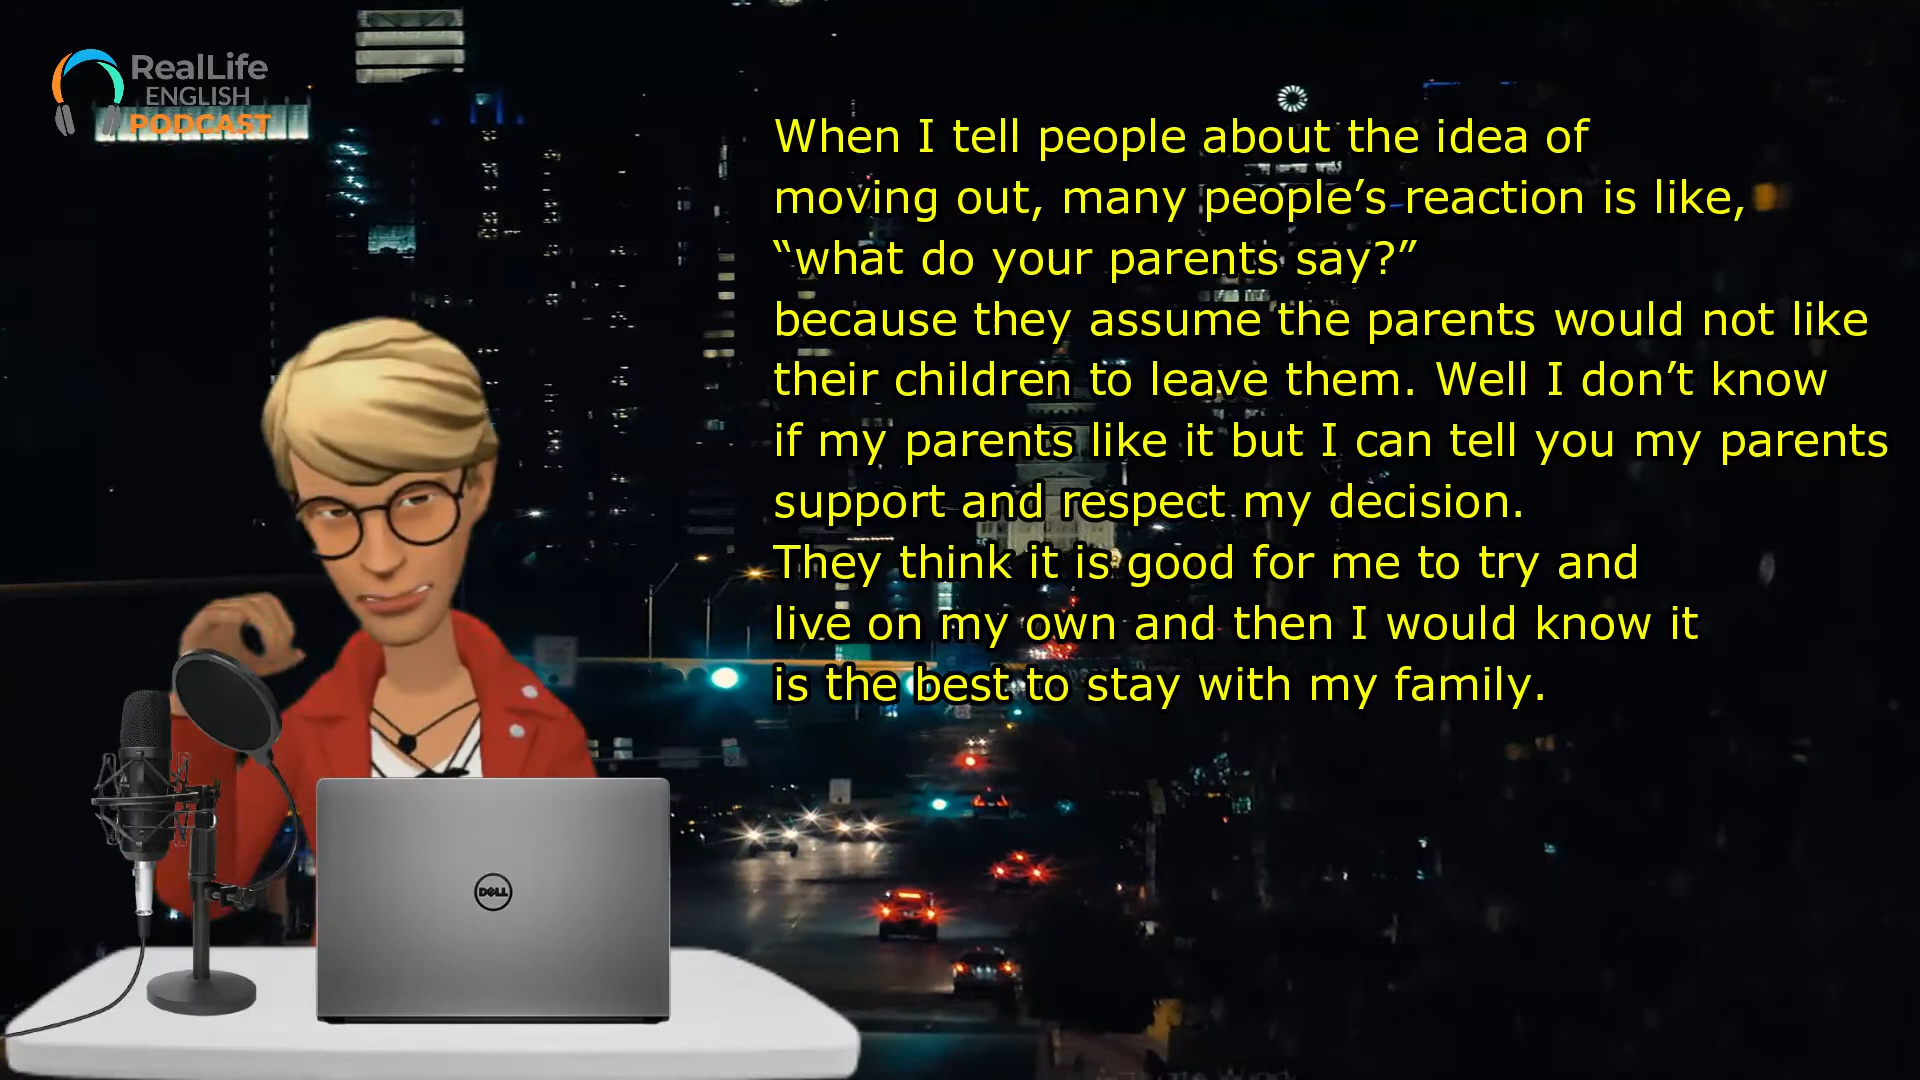 RealLife
ENGLISH
PODCAST
When I tell people about the idea of
moving out, many people’s reaction is like,
“what do your parents say?”
because they assume the parents would not like
their children to leave them. Well I don’t know
if my parents like it but I can tell you my parents
support and respect my decision.
They think it is good for me to try and
live on my own and then I would know it
is the best to stay with my family.
DELL